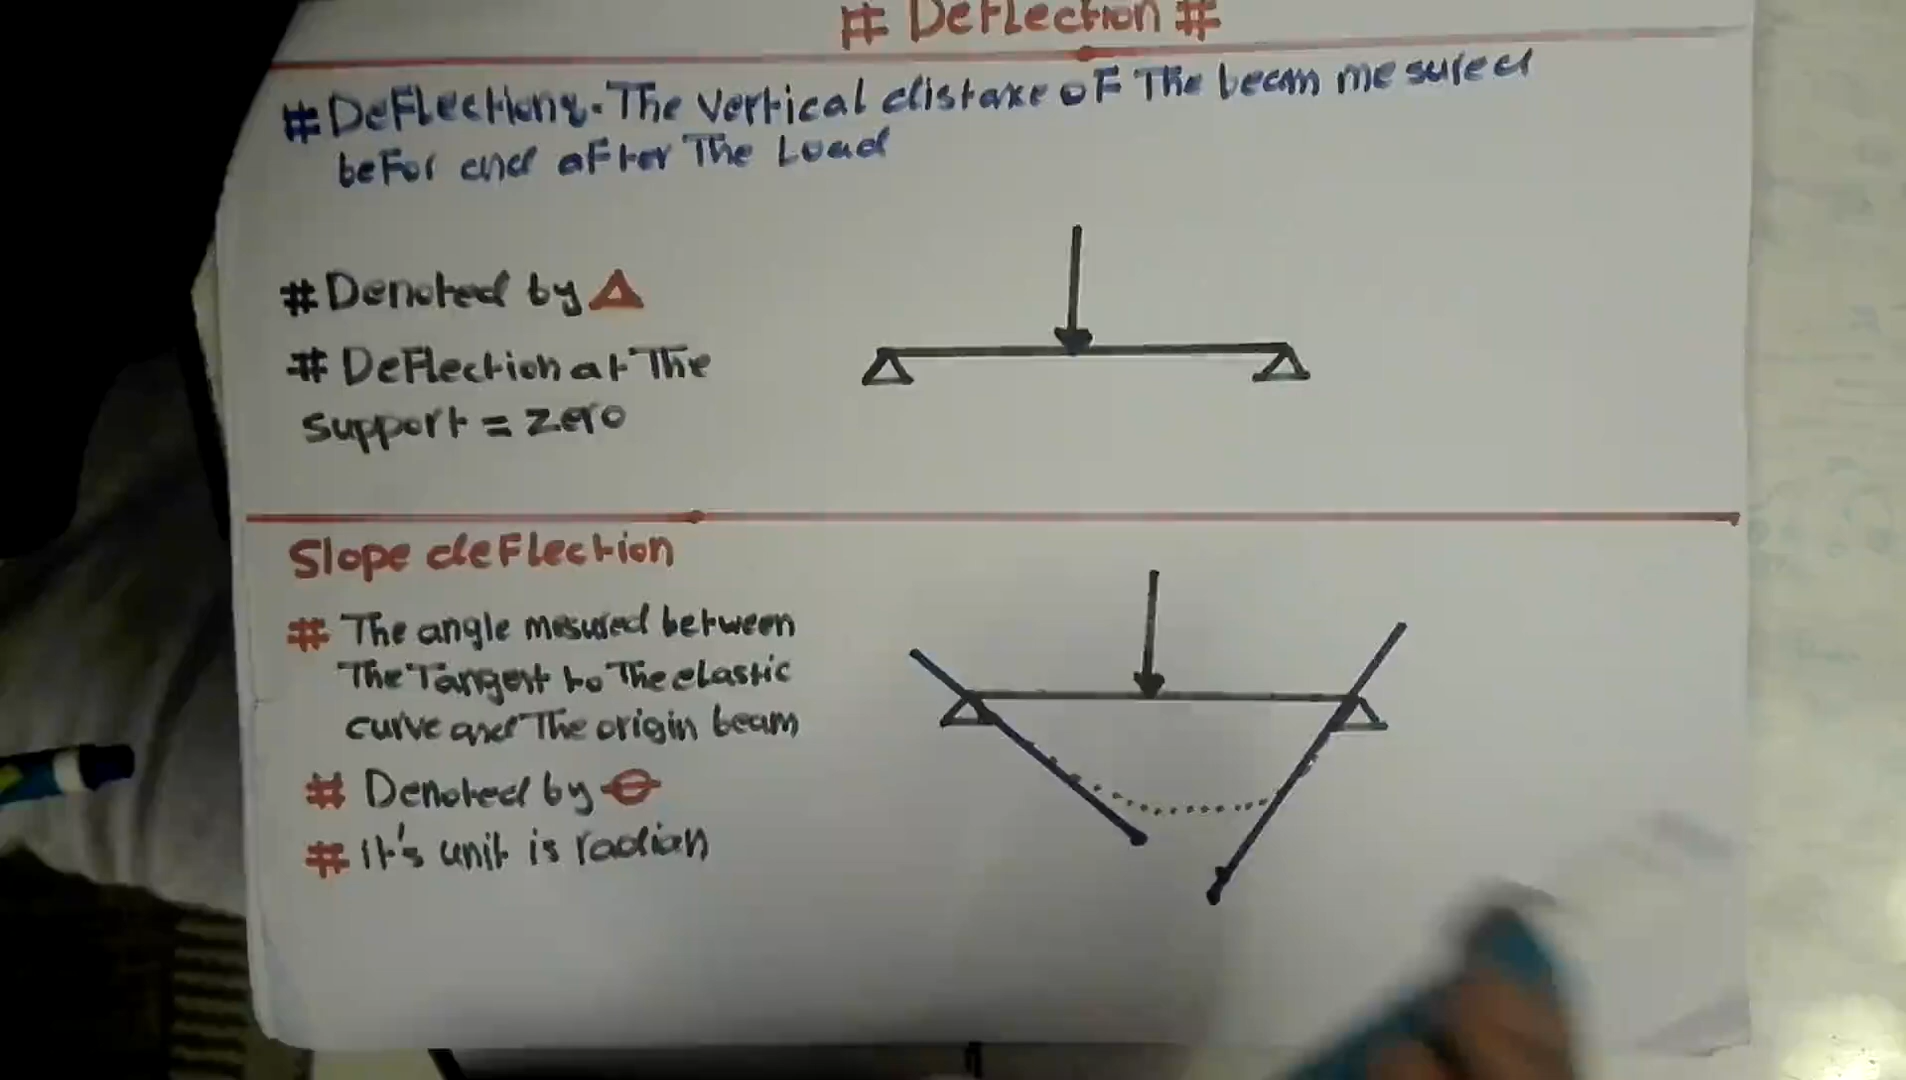 # Deflection #
# Deflection:-The vertical distance of The beam mesured
befor and after The Load
# Denoted by Δ
# Deflection at The
support = zero
Slope deflection
# The angle mesured between
The Tangent to The elastic
curve and The origin beam
# Denoted by Θ
# it's unit is radian